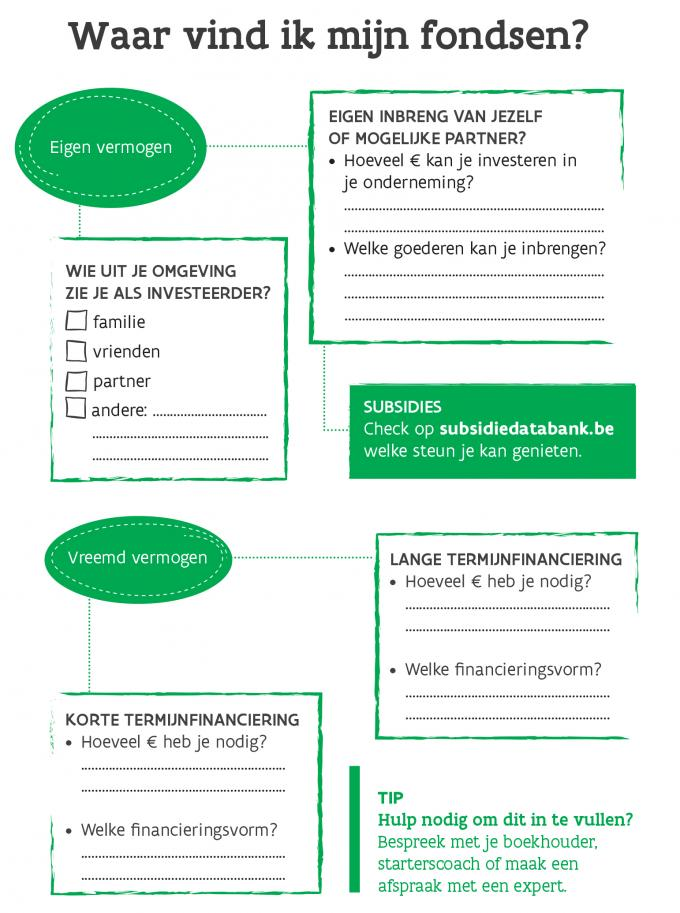 Waar vind ik mijn fondsen?
Eigen vermogen
EIGEN INBRENG VAN JEZELF
OF MOGELIJKE PARTNER?
• Hoeveel € kan je investeren in
je onderneming?
• Welke goederen kan je inbrengen?
WIE UIT JE OMGEVING
ZIE JE ALS INVESTEERDER?
familie
vrienden
partner
andere:
SUBSIDIES
Check op subsidiedatabank.be
welke steun je kan genieten.
Vreemd vermogen
LANGE TERMIJNFINANCIERING
• Hoeveel € heb je nodig?
• Welke financieringsvorm?
KORTE TERMIJNFINANCIERING
• Hoeveel € heb je nodig?
• Welke financieringsvorm?
TIP
Hulp nodig om dit in te vullen?
Bespreek met je boekhouder,
starterscoach of maak een
afspraak met een expert.